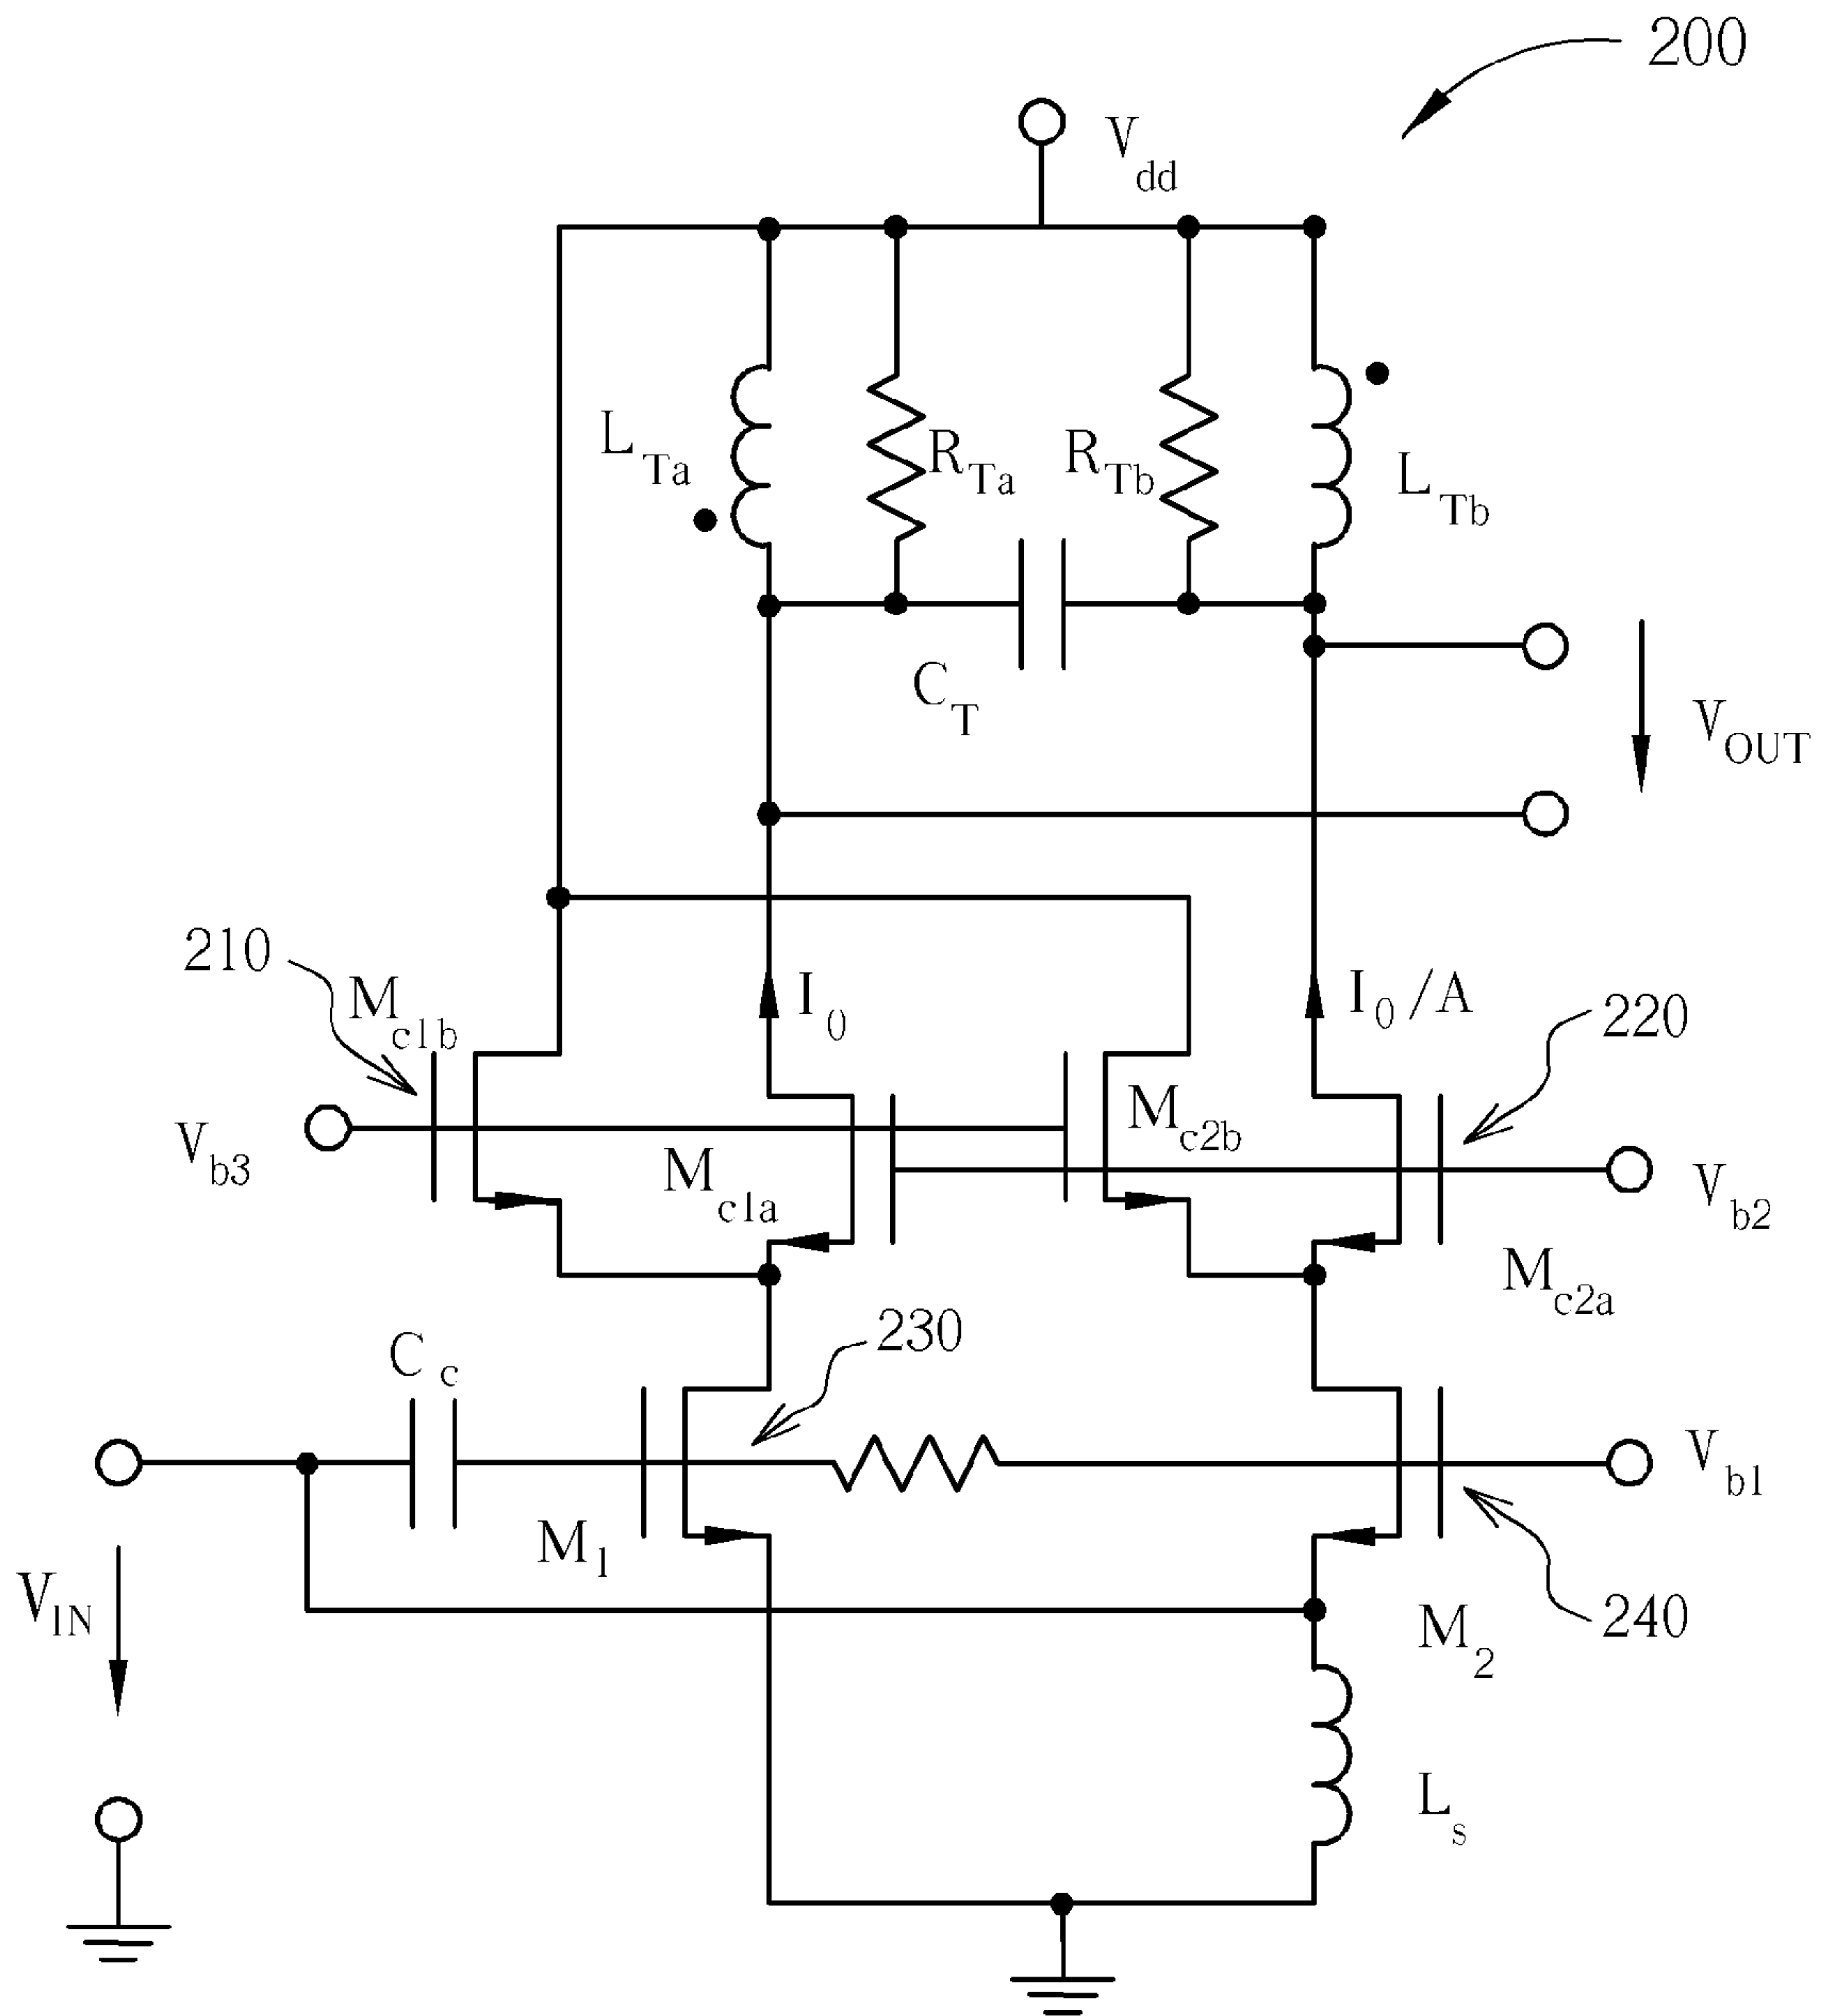 200
V_dd
L_Ta
R_Ta
R_Tb
L_Tb
C_T
V_OUT
210
M_c1b
I_0
I_0/A
220
V_b3
M_c1a
M_c2b
V_b2
M_c2a
C_c
230
V_b1
M_1
V_IN
M_2
240
L_s